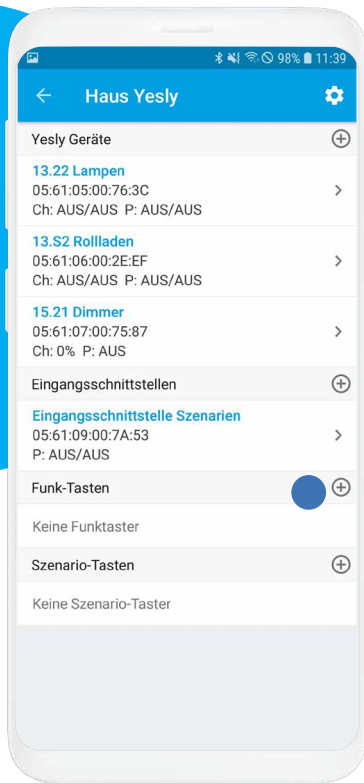 98% 11:39
Haus Yesly
Yesly Geräte
13.22 Lampen
05:61:05:00:76:3C
Ch: AUS/AUS P: AUS/AUS
13.S2 Rollladen
05:61:06:00:2E:EF
Ch: AUS/AUS P: AUS/AUS
15.21 Dimmer
05:61:07:00:75:87
Ch: 0% P: AUS
Eingangsschnittstellen
Eingangsschnittstelle Szenarien
05:61:09:00:7A:53
P: AUS/AUS
Funk-Tasten
Keine Funktaster
Szenario-Tasten
Keine Szenario-Taster